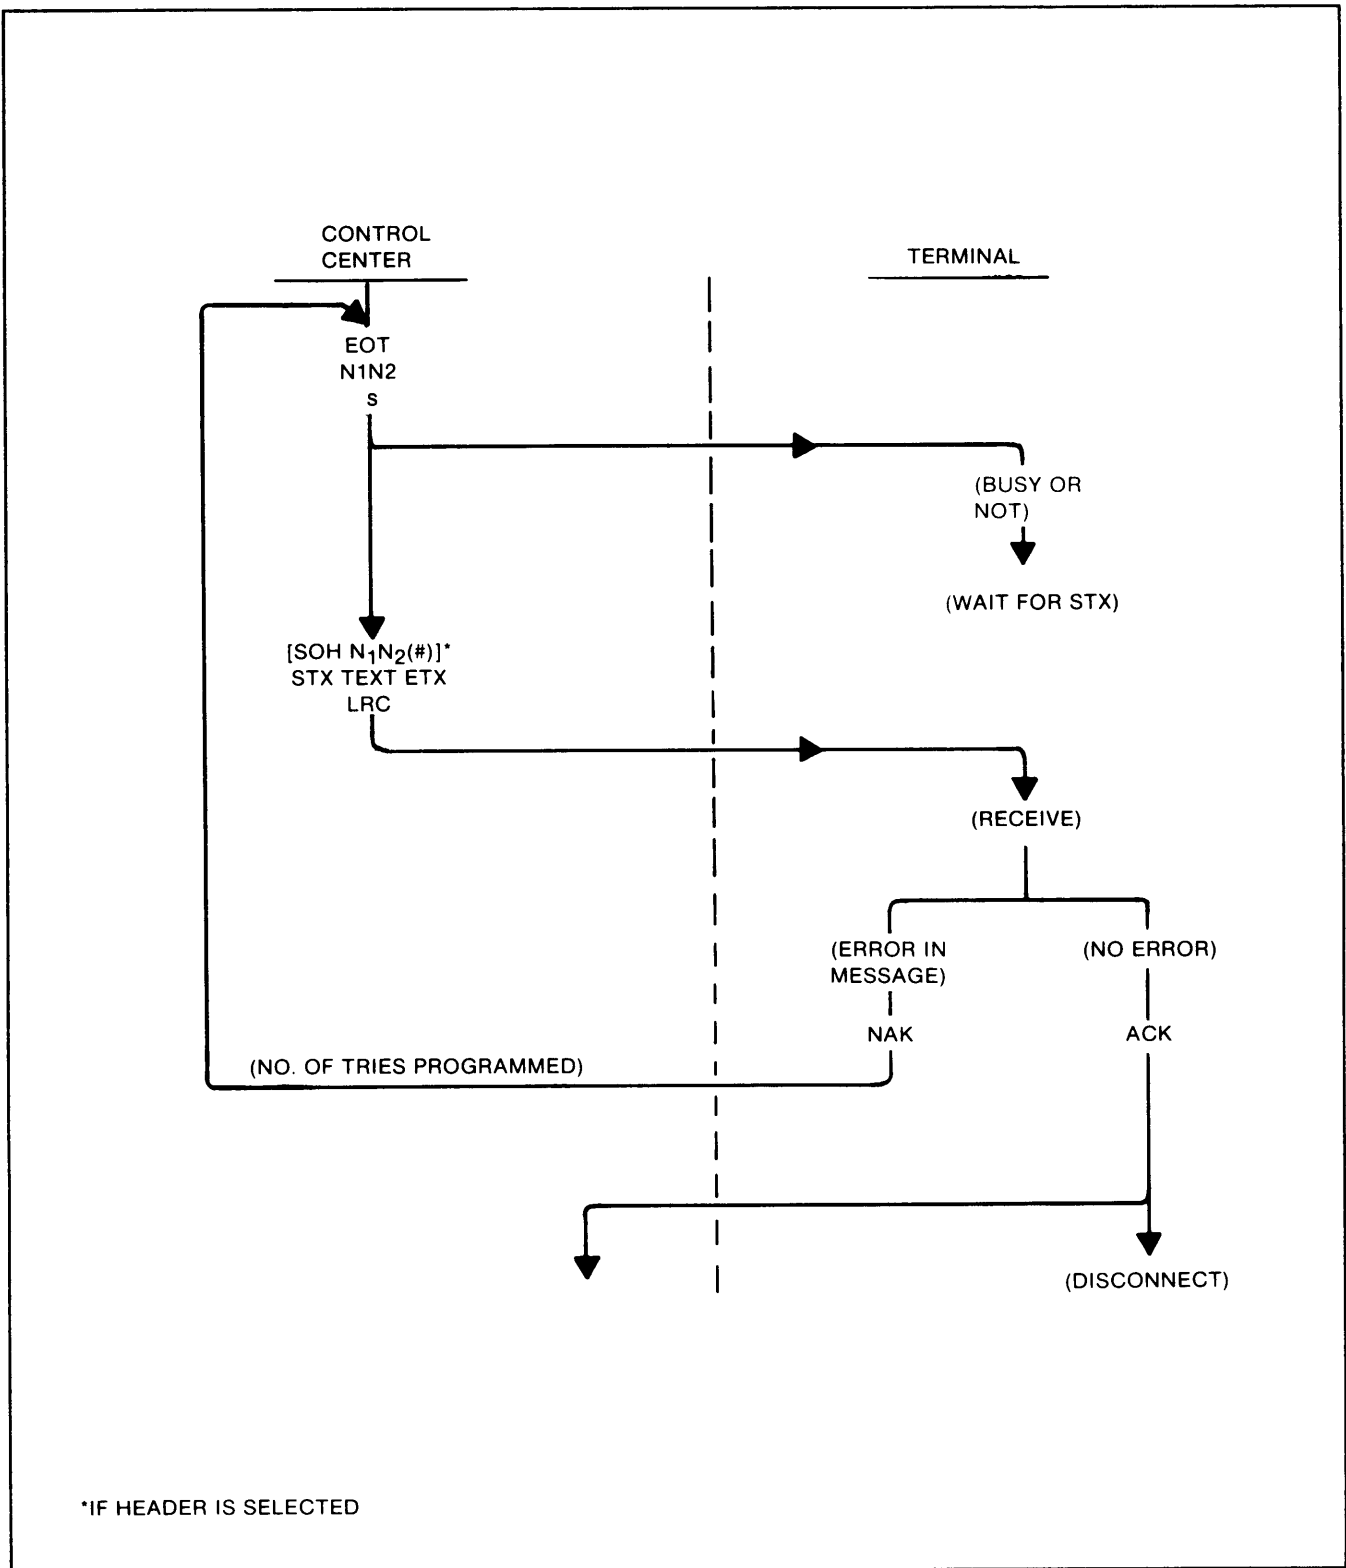 CONTROL
CENTER
TERMINAL
EOT
N1N2
s
(BUSY OR
NOT)
(WAIT FOR STX)
[SOH N₁N₂(#)]*
STX TEXT ETX
LRC
(RECEIVE)
(ERROR IN
MESSAGE)
(NO ERROR)
NAK
ACK
(NO. OF TRIES PROGRAMMED)
(DISCONNECT)
*IF HEADER IS SELECTED